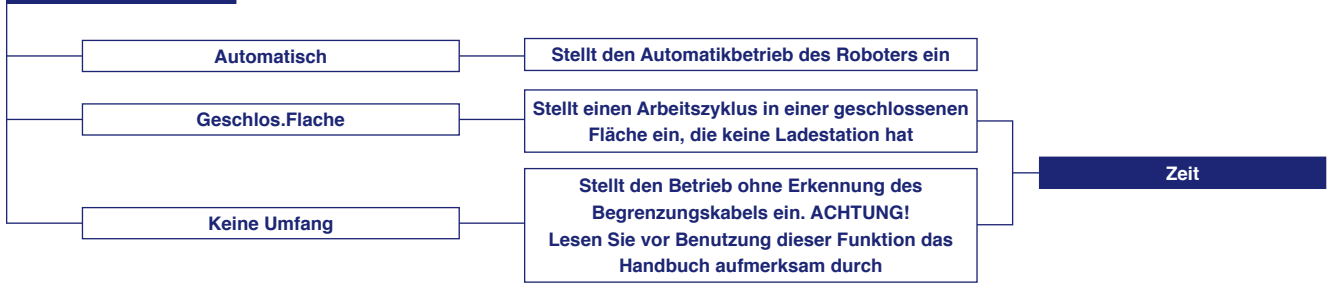 Automatisch
Stellt den Automatikbetrieb des Roboters ein
Geschlos.Flache
Stellt einen Arbeitszyklus in einer geschlossenen
Fläche ein, die keine Ladestation hat
Zeit
Keine Umfang
Stellt den Betrieb ohne Erkennung des
Begrenzungskabels ein. ACHTUNG!
Lesen Sie vor Benutzung dieser Funktion das
Handbuch aufmerksam durch